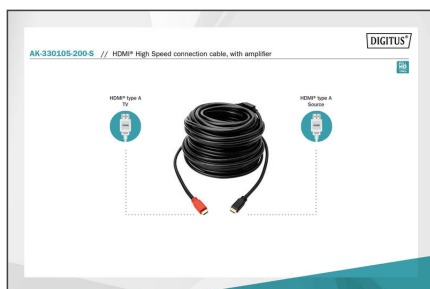 DIGITUS®
AK-330105-200-S // HDMI® High Speed connection cable, with amplifier
HDMI® type A
TV
HDMI® type A
Source